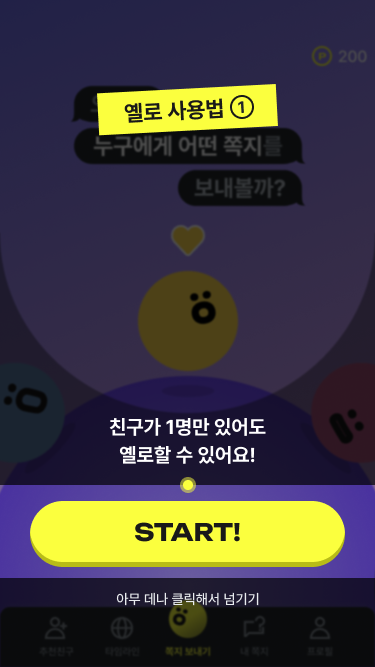 P 200
옐로 사용법 ①
누구에게 어떤 쪽지를
보내볼까?
친구가 1명만 있어도
옐로할 수 있어요!
START!
아무 데나 클릭해서 넘기기
추천친구 타임라인 쪽지 보내기 내 쪽지 프로필